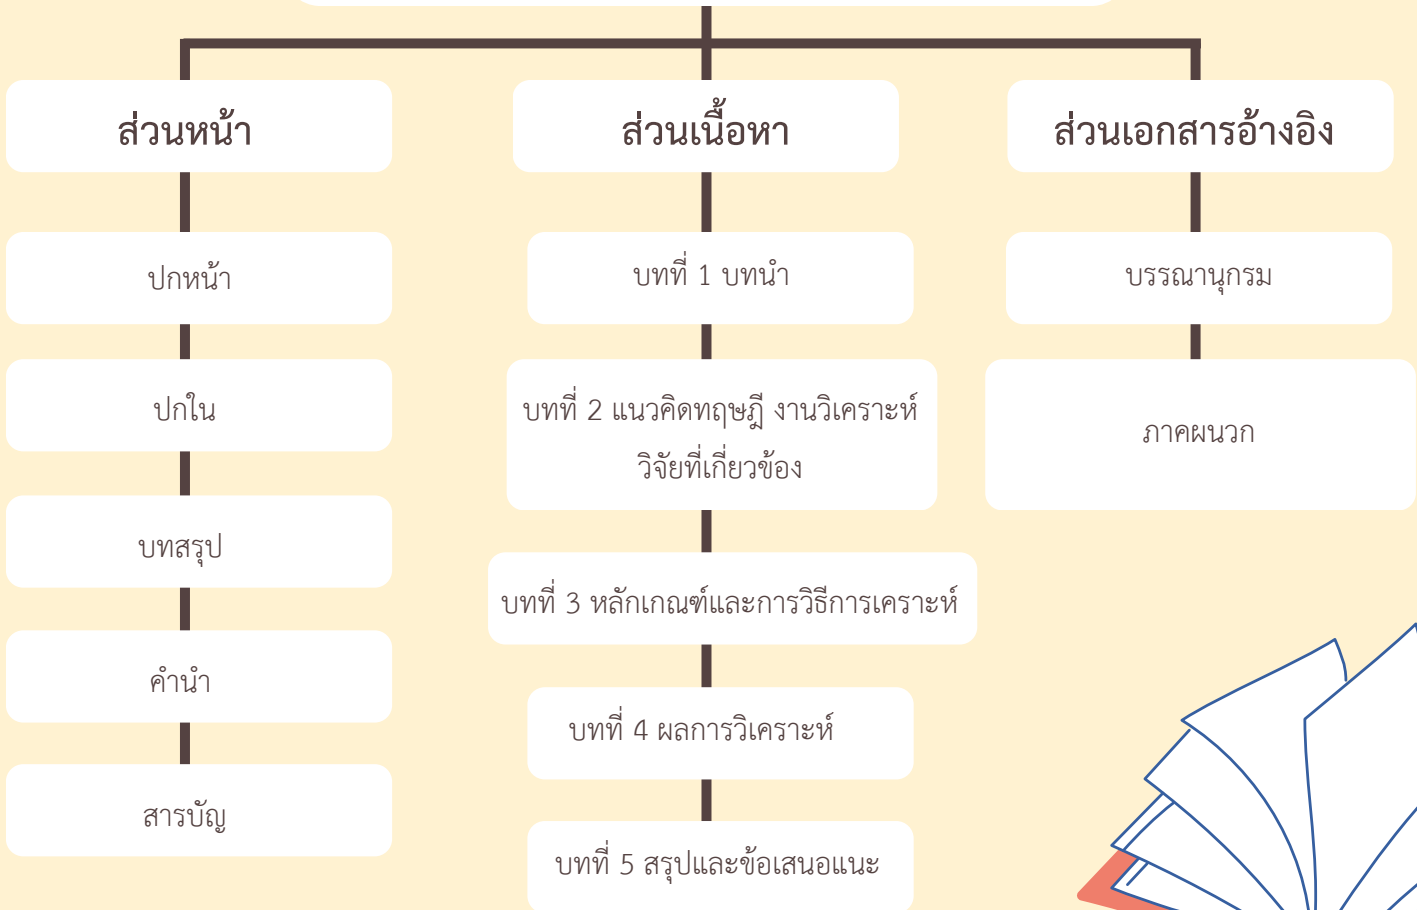 ส่วนหน้า
ปกหน้า
ปกใน
บทสรุป
คำนำ
สารบัญ
ส่วนเนื้อหา
บทที่ 1 บทนำ
บทที่ 2 แนวคิดทฤษฎี งานวิเคราะห์
วิจัยที่เกี่ยวข้อง
บทที่ 3 หลักเกณฑ์และการวิธีการเคราะห์
บทที่ 4 ผลการวิเคราะห์
บทที่ 5 สรุปและข้อเสนอแนะ
ส่วนเอกสารอ้างอิง
บรรณานุกรม
ภาคผนวก